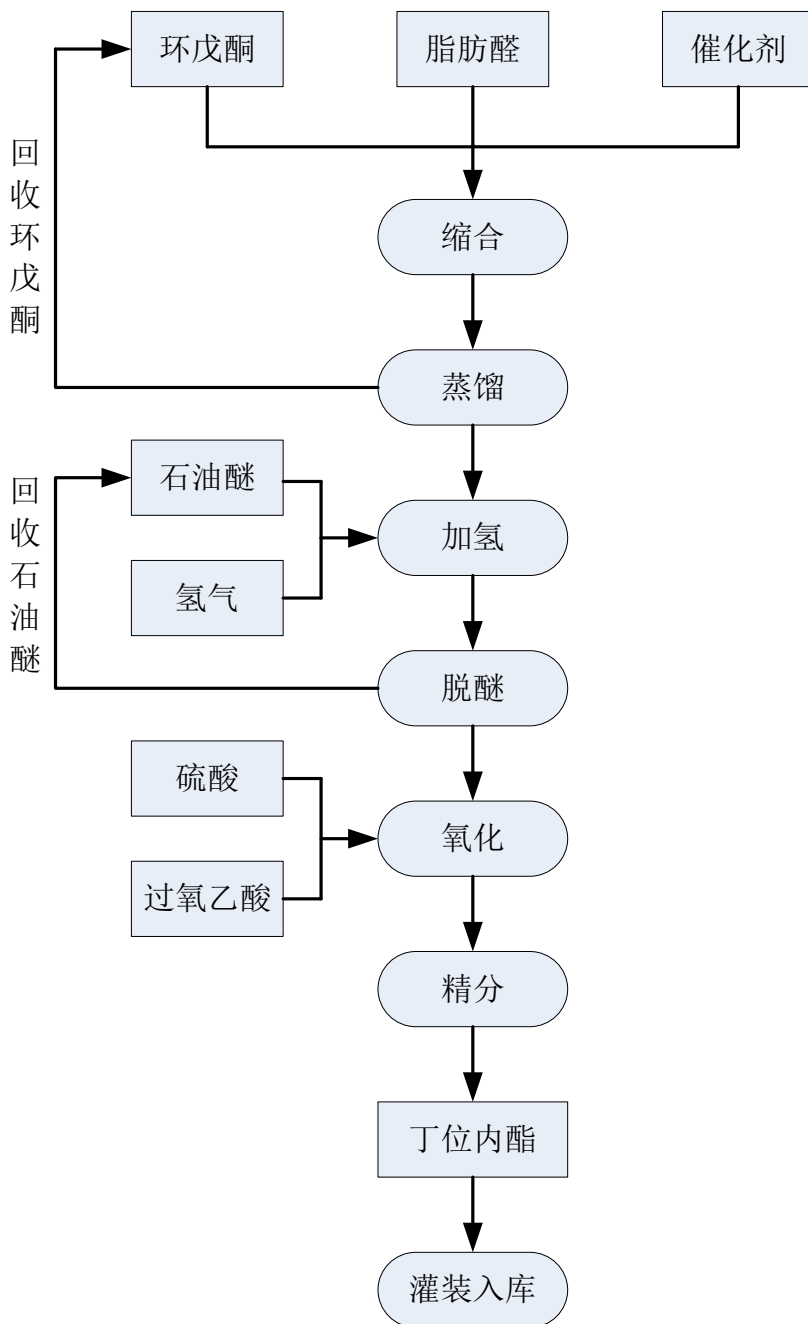 环戊酮
脂肪醛
催化剂
回收环戊酮
缩合
蒸馏
石油醚
回收石油醚
加氢
氢气
脱醚
硫酸
氧化
过氧乙酸
精分
丁位内酯
灌装入库